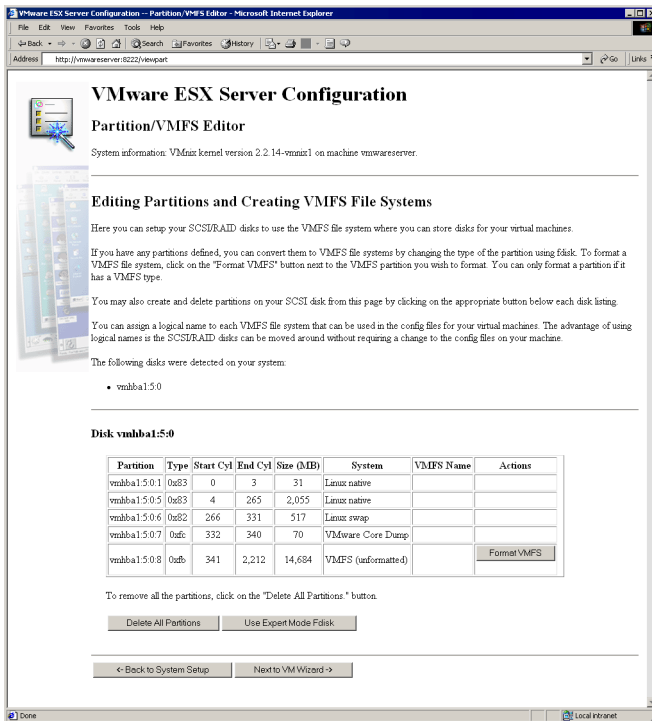 VMware ESX Server Configuration -- Partition/VMFS Editor - Microsoft Internet Explorer
File Edit View Favorites Tools Help
Back Search Favorites History
Address http://vmwareserver:8222/viewpart Go Links
VMware ESX Server Configuration
Partition/VMFS Editor
System information: VMnix kernel version 2.2.14-vmnix1 on machine vmwareserver.
Editing Partitions and Creating VMFS File Systems
Here you can setup your SCSI/RAID disks to use the VMFS file system where you can store disks for your virtual machines.
If you have any partitions defined, you can convert them to VMFS file systems by changing the type of the partition using fdisk. To format a
VMFS file system, click on the "Format VMFS" button next to the VMFS partition you wish to format. You can only format a partition if it
has a VMFS type.
You may also create and delete partitions on your SCSI disk from this page by clicking on the appropriate button below each disk listing.
You can assign a logical name to each VMFS file system that can be used in the config files for your virtual machines. The advantage of using
logical names is the SCSI/RAID disks can be moved around without requiring a change to the config files on your machine.
The following disks were detected on your system:
• vmhba1:5:0
Disk vmhba1:5:0
Partition Type Start Cyl End Cyl Size (MB) System VMFS Name Actions
vmhba1:5:0:1 0x83 0 3 31 Linux native
vmhba1:5:0:5 0x83 4 265 2,055 Linux native
vmhba1:5:0:6 0x82 266 331 517 Linux swap
vmhba1:5:0:7 0xfc 332 340 70 VMware Core Dump
vmhba1:5:0:8 0xfb 341 2,212 14,684 VMFS (unformatted) Format VMFS
To remove all the partitions, click on the "Delete All Partitions." button.
Delete All Partitions Use Expert Mode Fdisk
<- Back to System Setup Next to VM Wizard ->
Done Local intranet